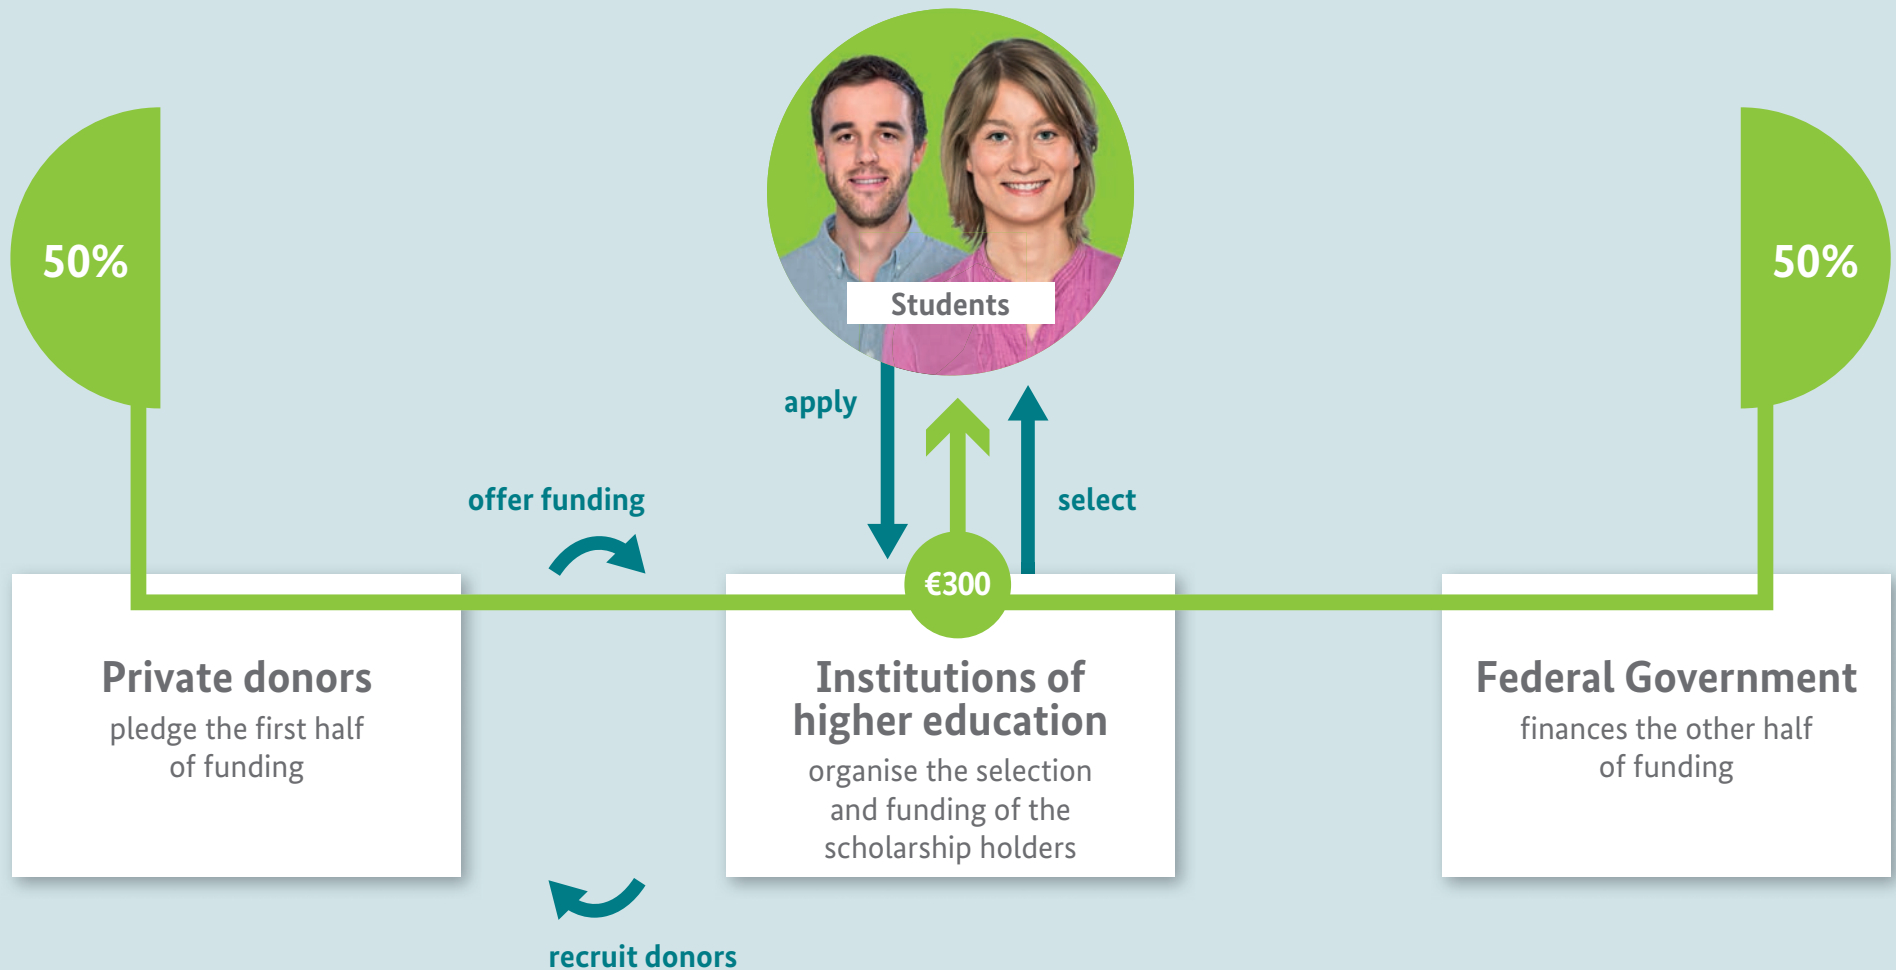 50%
50%
Students
apply
offer funding
select
€300
Private donors
pledge the first half
of funding
Institutions of
higher education
organise the selection
and funding of the
scholarship holders
Federal Government
finances the other half
of funding
recruit donors